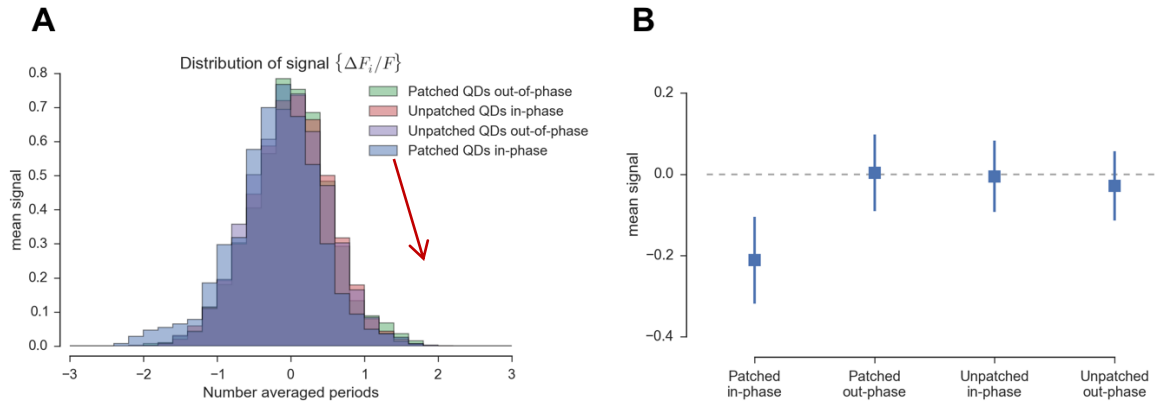 A
Distribution of signal {ΔF_i/F}
0.8
0.7
0.6
0.5
0.4
0.3
0.2
0.1
0.0
mean signal
Patched QDs out-of-phase
Unpatched QDs in-phase
Unpatched QDs out-of-phase
Patched QDs in-phase
−3 −2 −1 0 1 2 3
Number averaged periods
B
0.2
0.0
−0.2
−0.4
mean signal
Patched
in-phase
Patched
out-phase
Unpatched
in-phase
Unpatched
out-phase